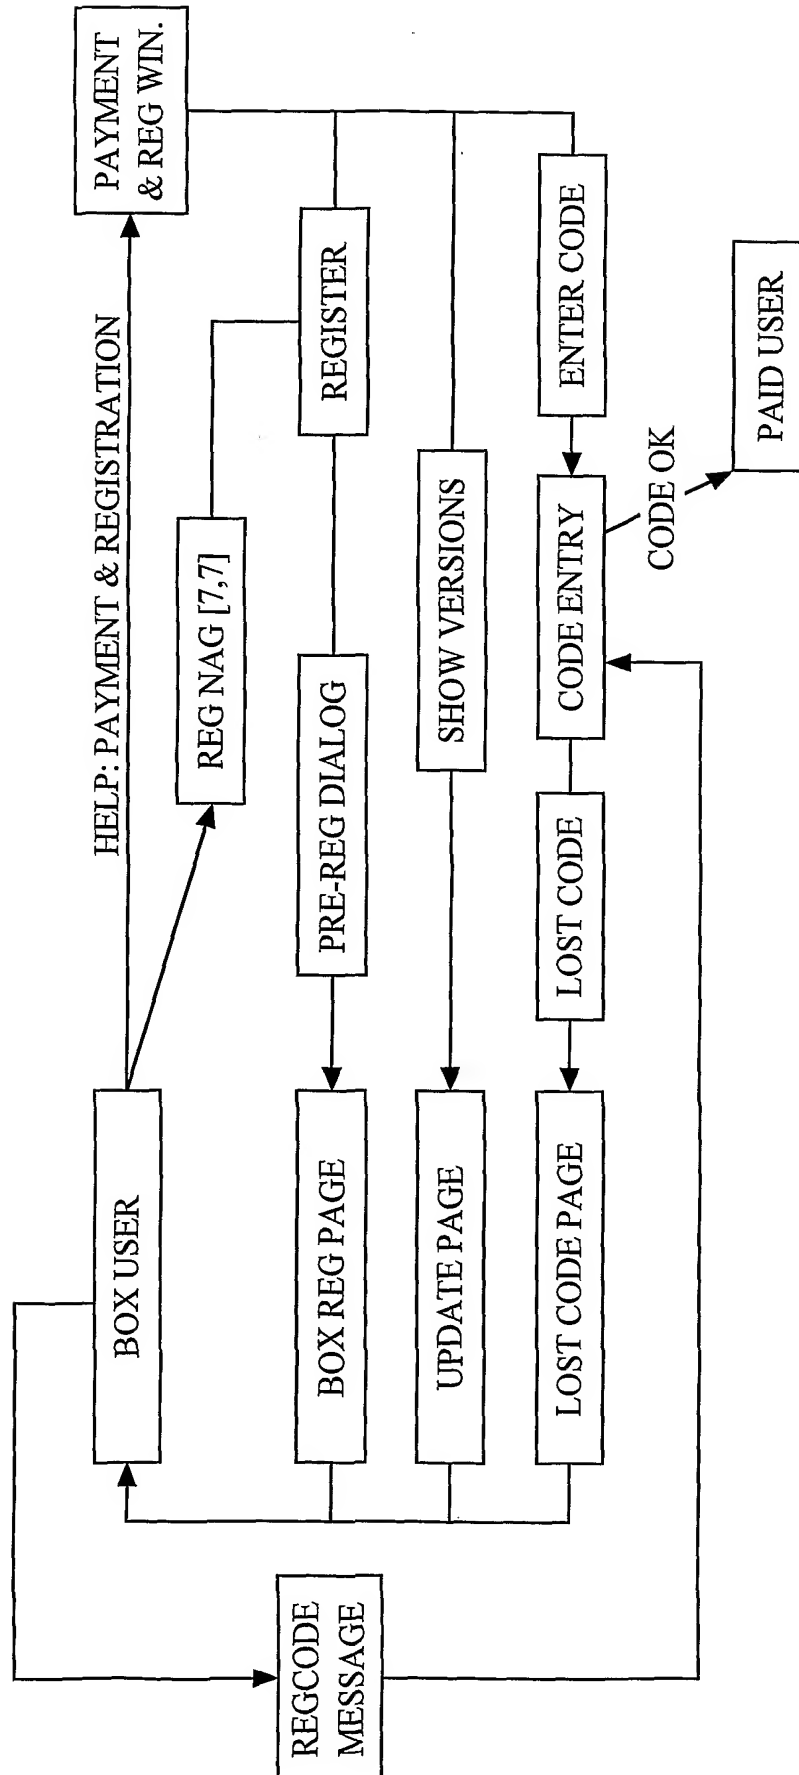 HELP: PAYMENT & REGISTRATION
PAYMENT
& REG WIN.
BOX USER
REG NAG [7,7]
REGCODE
MESSAGE
BOX REG PAGE
PRE-REG DIALOG
REGISTER
UPDATE PAGE
SHOW VERSIONS
LOST CODE PAGE
LOST CODE
CODE ENTRY
ENTER CODE
CODE OK
PAID USER